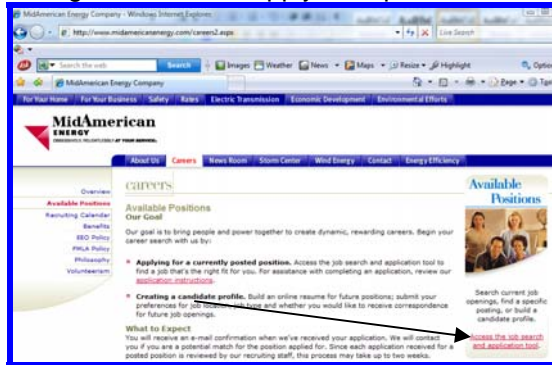 MidAmerican Energy Company - Windows Internet Explorer
http://www.midamericanenergy.com/careers2.aspx
Live Search
Search the web
Search
Images
Weather
News
Maps
Resize
Highlight
Option
MidAmerican Energy Company
Page
For Your Home
For Your Business
Safety
Rates
Electric Transmission
Economic Development
Environmental Efforts
MidAmerican
ENERGY
About Us
Careers
News Room
Storm Center
Wind Energy
Contact
Energy Efficiency
Overview
Available Positions
Recruiting Calendar
Benefits
EEO Policy
FMLA Policy
Philosophy
Volunteerism
careers
Available Positions
Our Goal
Our goal is to bring people and power together to create dynamic, rewarding careers. Begin your
career search with us by:
Applying for a currently posted position. Access the job search and application tool to
find a job that's the right fit for you. For assistance with completing an application, review our
application instructions.
Creating a candidate profile. Build an online resume for future positions; submit your
preferences for job location, job type and whether you would like to receive correspondence
for future job openings.
What to Expect
You will receive an e-mail confirmation when we've received your application. We will contact
you if you are a potential match for the position applied for. Since each application received for a
posted position is reviewed by our recruiting staff, this process may take up to two weeks.
Available
Positions
Search current job
openings, find a specific
posting, or build a
candidate profile.
Access the job search
and application tool.